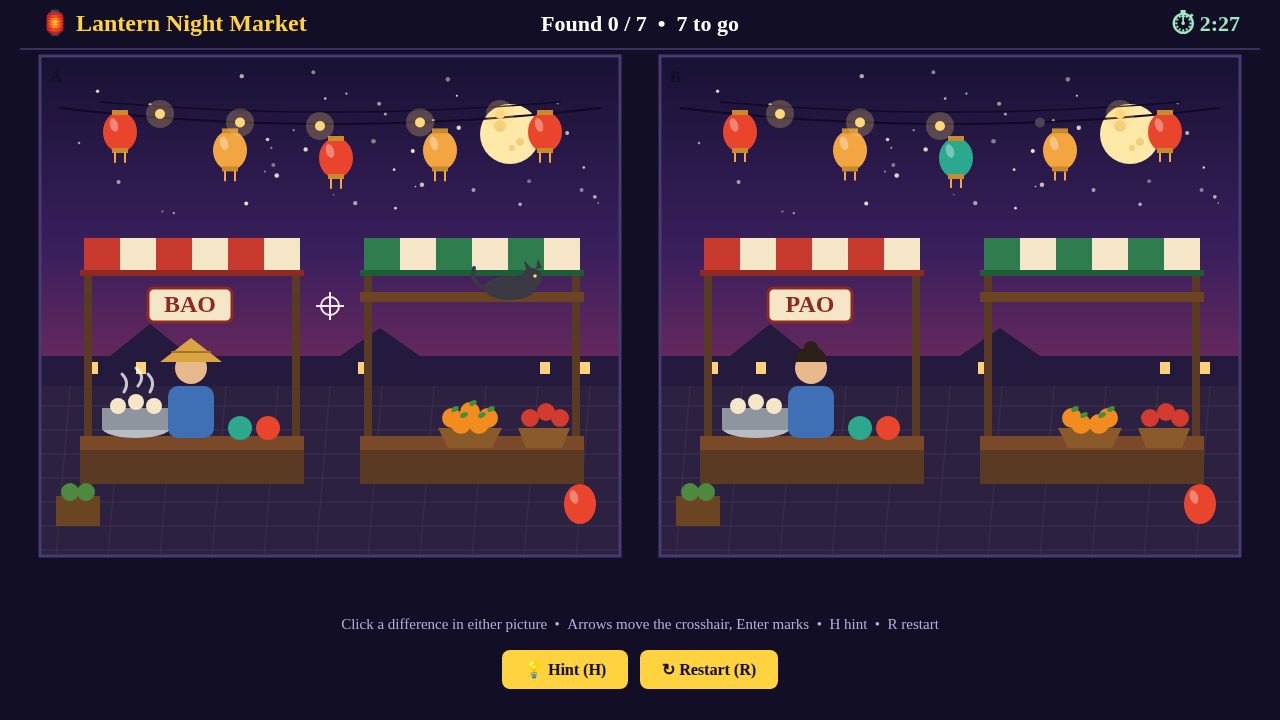 🏮 Lantern Night Market
Found 0 / 7 • 7 to go
⏱ 2:27
A
B
BAO
PAO
Click a difference in either picture • Arrows move the crosshair, Enter marks • H hint • R restart
💡 Hint (H)
↻ Restart (R)